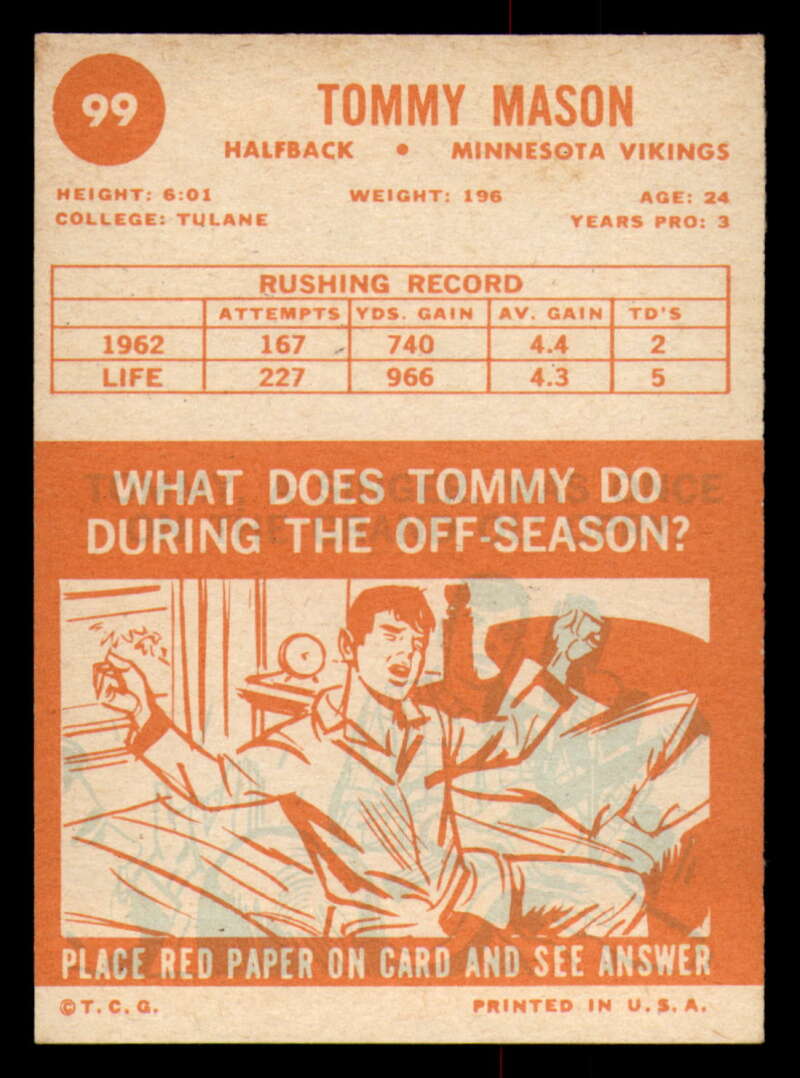 99
TOMMY MASON
HALFBACK • MINNESOTA VIKINGS
HEIGHT: 6:01 WEIGHT: 196 AGE: 24
COLLEGE: TULANE YEARS PRO: 3
RUSHING RECORD
ATTEMPTS YDS. GAIN AV. GAIN TD'S
1962 167 740 4.4 2
LIFE 227 966 4.3 5
WHAT DOES TOMMY DO
DURING THE OFF-SEASON?
PLACE RED PAPER ON CARD AND SEE ANSWER
©T.C.G. PRINTED IN U.S.A.